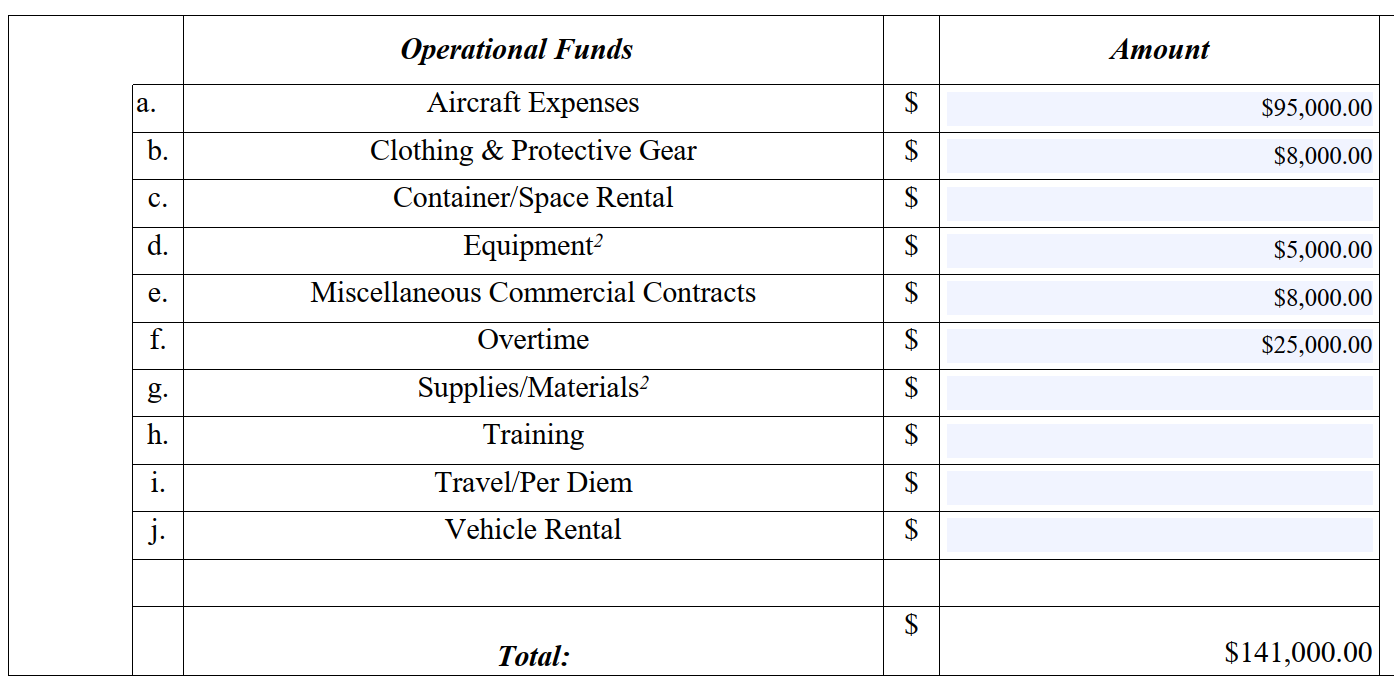 Operational Funds Amount
a. Aircraft Expenses $ $95,000.00
b. Clothing & Protective Gear $ $8,000.00
c. Container/Space Rental $
d. Equipment2 $ $5,000.00
e. Miscellaneous Commercial Contracts $ $8,000.00
f. Overtime $ $25,000.00
g. Supplies/Materials2 $
h. Training $
i. Travel/Per Diem $
j. Vehicle Rental $
Total: $ $141,000.00